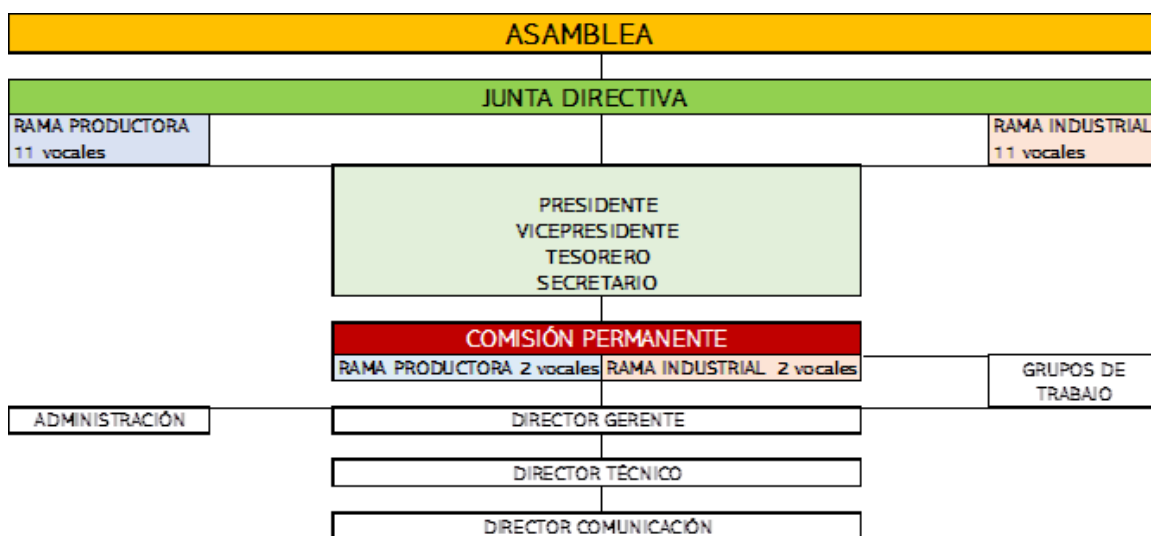 ASAMBLEA
JUNTA DIRECTIVA
RAMA PRODUCTORA
11 vocales
RAMA INDUSTRIAL
11 vocales
PRESIDENTE
VICEPRESIDENTE
TESORERO
SECRETARIO
COMISIÓN PERMANENTE
RAMA PRODUCTORA 2 vocales
RAMA INDUSTRIAL 2 vocales
GRUPOS DE
TRABAJO
ADMINISTRACIÓN
DIRECTOR GERENTE
DIRECTOR TÉCNICO
DIRECTOR COMUNICACIÓN